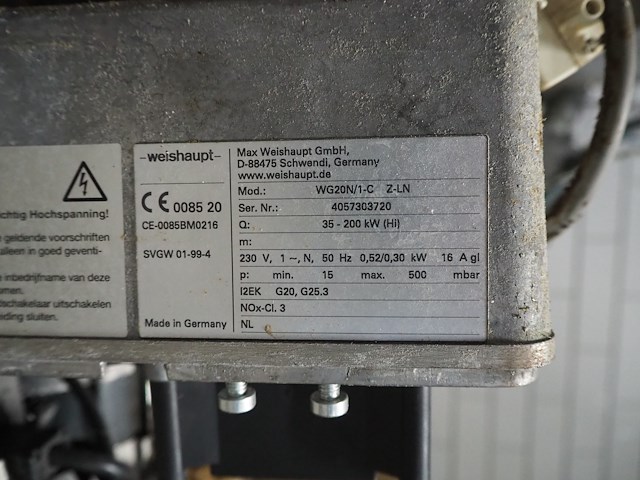 chtig Hochspanning!
e geldende voorschriften
alleen in goed geventi-
inbedrijfname van deze
men.
schakelaar uitschakelen
eiding sluiten.
-weishaupt-
CE 0085 20
CE-0085BM0216
SVGW 01-99-4
Made in Germany
Max Weishaupt GmbH,
D-88475 Schwendi, Germany
www.weishaupt.de
Mod.: WG20N/1-C Z-LN
Ser. Nr.: 4057303720
Q: 35 - 200 kW (Hi)
m:
230 V, 1 ~, N, 50 Hz 0,52/0,30 kW 16 A gl
p: min. 15 max. 500 mbar
I2EK G20, G25.3
NOx-Cl. 3
NL